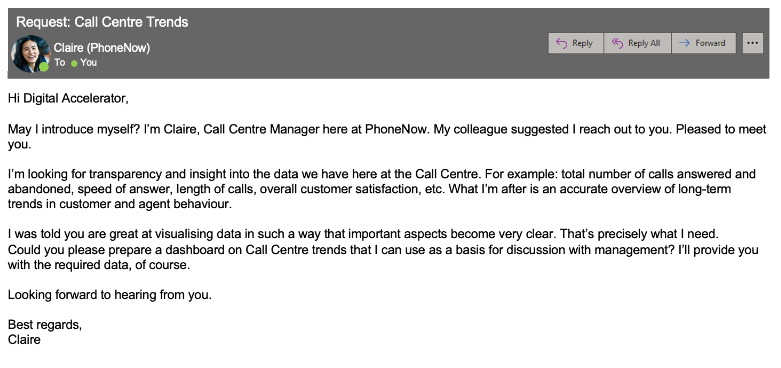 Request: Call Centre Trends
Claire (PhoneNow)
To You
Reply
Reply All
Forward
Hi Digital Accelerator,
May I introduce myself? I'm Claire, Call Centre Manager here at PhoneNow. My colleague suggested I reach out to you. Pleased to meet
you.
I'm looking for transparency and insight into the data we have here at the Call Centre. For example: total number of calls answered and
abandoned, speed of answer, length of calls, overall customer satisfaction, etc. What I'm after is an accurate overview of long-term
trends in customer and agent behaviour.
I was told you are great at visualising data in such a way that important aspects become very clear. That's precisely what I need.
Could you please prepare a dashboard on Call Centre trends that I can use as a basis for discussion with management? I'll provide you
with the required data, of course.
Looking forward to hearing from you.
Best regards,
Claire